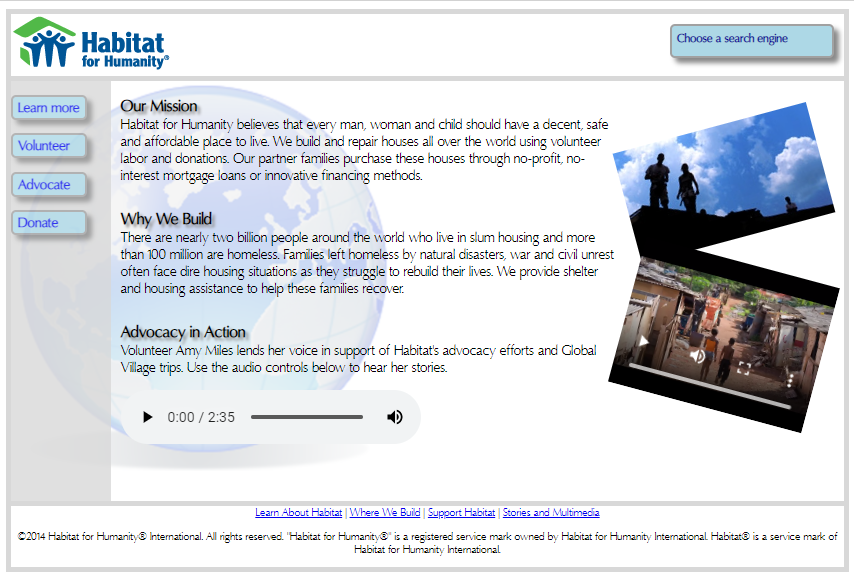 Habitat
for Humanity®
Choose a search engine
Learn more
Volunteer
Advocate
Donate
Our Mission
Habitat for Humanity believes that every man, woman and child should have a decent, safe
and affordable place to live. We build and repair houses all over the world using volunteer
labor and donations. Our partner families purchase these houses through no-profit, no-
interest mortgage loans or innovative financing methods.
Why We Build
There are nearly two billion people around the world who live in slum housing and more
than 100 million are homeless. Families left homeless by natural disasters, war and civil unrest
often face dire housing situations as they struggle to rebuild their lives. We provide shelter
and housing assistance to help these families recover.
Advocacy in Action
Volunteer Amy Miles lends her voice in support of Habitat's advocacy efforts and Global
Village trips. Use the audio controls below to hear her stories.
0:00 / 2:35
Learn About Habitat | Where We Build | Support Habitat | Stories and Multimedia
©2014 Habitat for Humanity® International. All rights reserved. "Habitat for Humanity®" is a registered service mark owned by Habitat for Humanity International. Habitat® is a service mark of
Habitat for Humanity International.